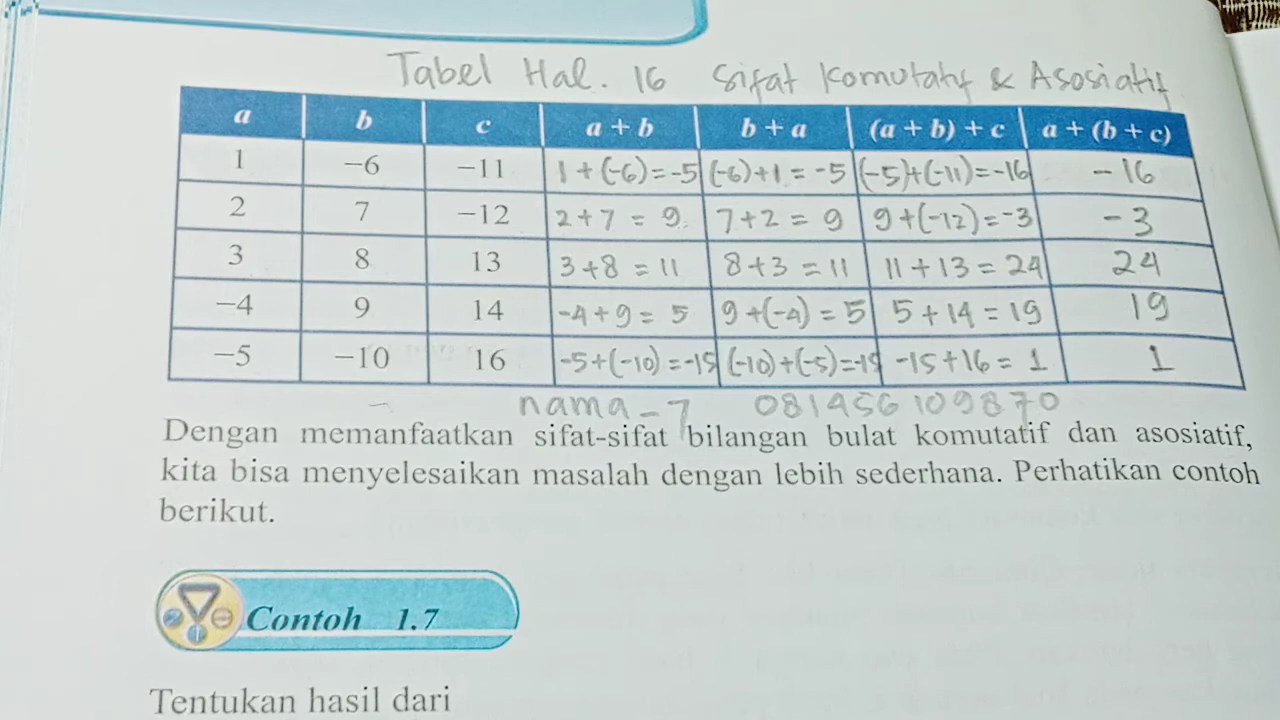 Tabel Hal. 16 Sifat Komutatif & Asosiatif
a b c a + b b + a (a + b) + c a + (b + c)
1 −6 −11 1 + (-6) = -5 (-6) + 1 = -5 (-5) + (-11) = -16 -16
2 7 −12 2 + 7 = 9 7 + 2 = 9 9 + (-12) = -3 -3
3 8 13 3 + 8 = 11 8 + 3 = 11 11 + 13 = 24 24
−4 9 14 -4 + 9 = 5 9 + (-4) = 5 5 + 14 = 19 19
−5 −10 16 -5 + (-10) = -15 (-10) + (-5) = -15 -15 + 16 = 1 1
nama - 7 081456109870
Dengan memanfaatkan sifat-sifat bilangan bulat komutatif dan asosiatif,
kita bisa menyelesaikan masalah dengan lebih sederhana. Perhatikan contoh
berikut.
Contoh 1.7
Tentukan hasil dari